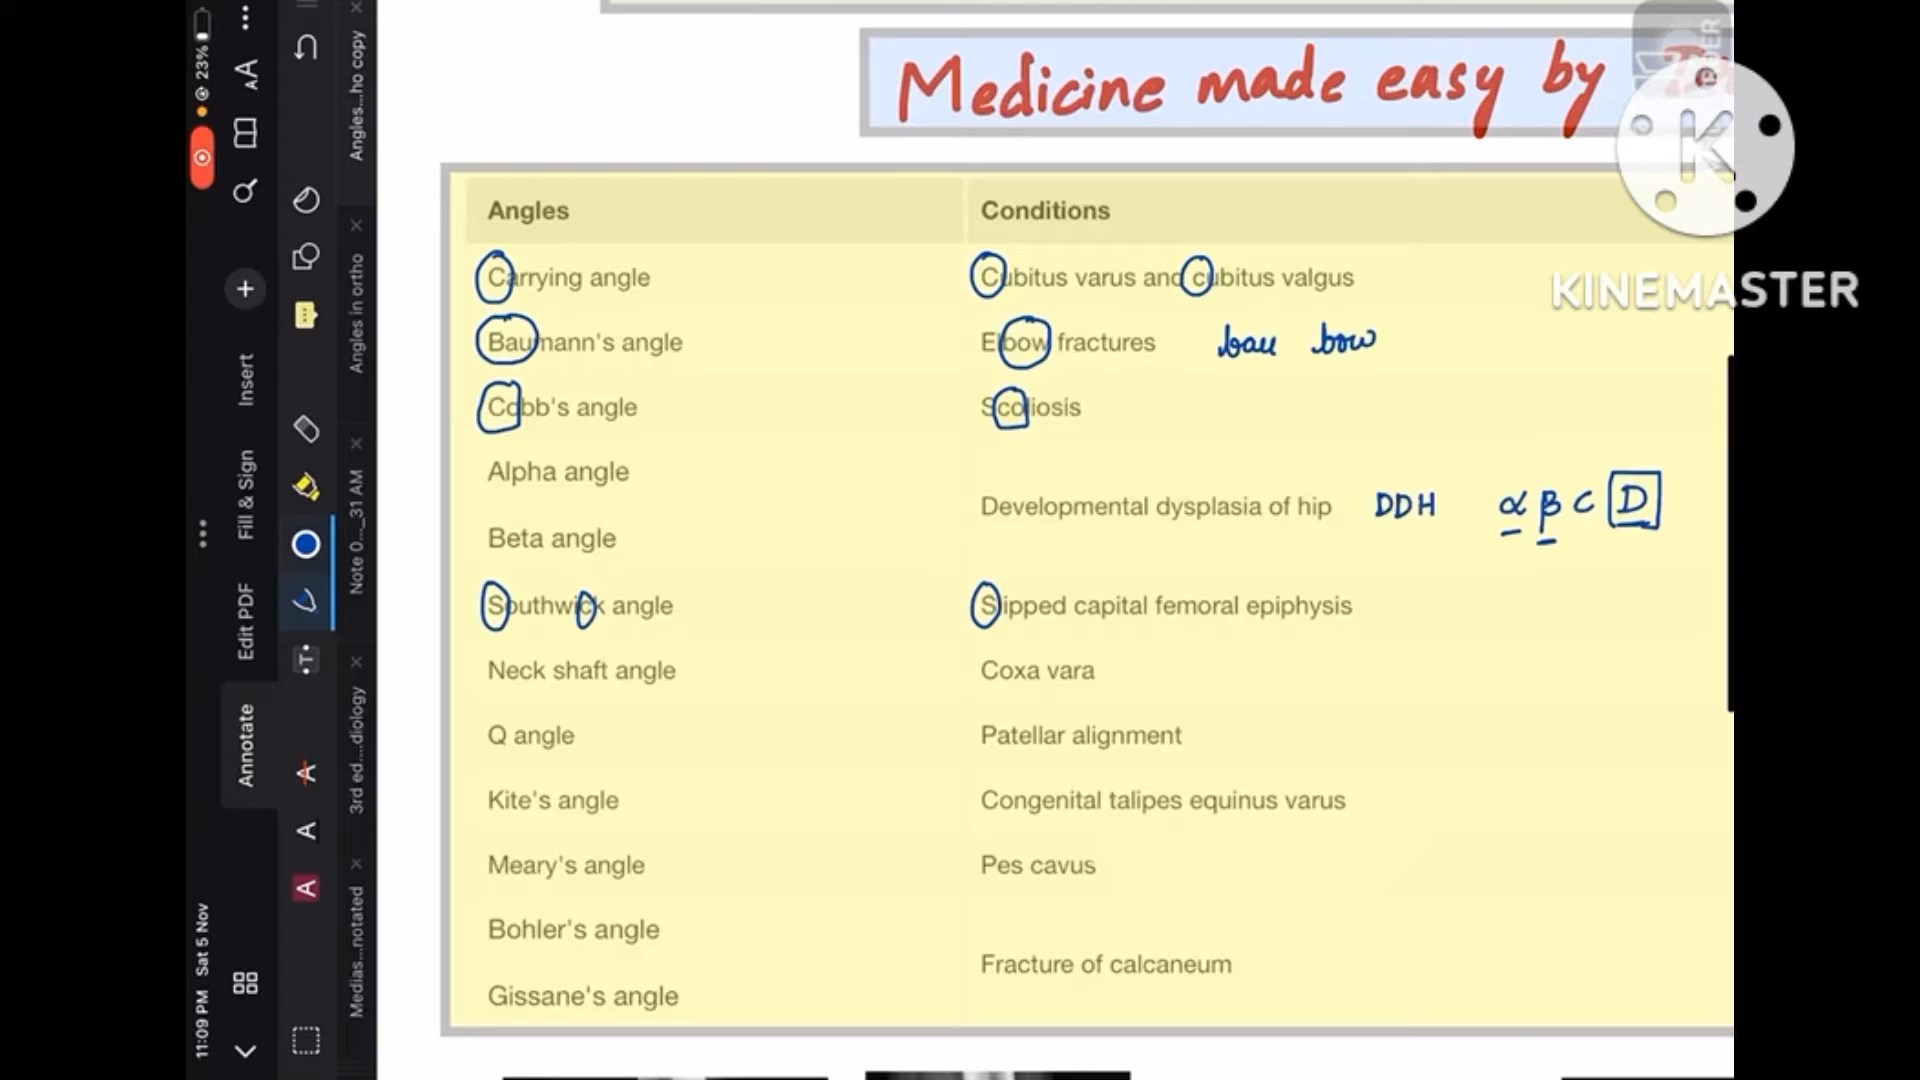 Medicine made easy by
KINEMASTER
Angles Conditions
Carrying angle Cubitus varus and cubitus valgus
Baumann's angle Elbow fractures bau bow
Cobb's angle Scoliosis
Alpha angle
Developmental dysplasia of hip DDH α β C D
Beta angle
Southwick angle Slipped capital femoral epiphysis
Neck shaft angle Coxa vara
Q angle Patellar alignment
Kite's angle Congenital talipes equinus varus
Meary's angle Pes cavus
Bohler's angle
Fracture of calcaneum
Gissane's angle
11:09 PM Sat 5 Nov
23%
Annotate
Edit PDF
Fill & Sign
Insert
Medias...notated
3rd ed...diology
Note 0..._31 AM
Angles in ortho
Angles...ho copy